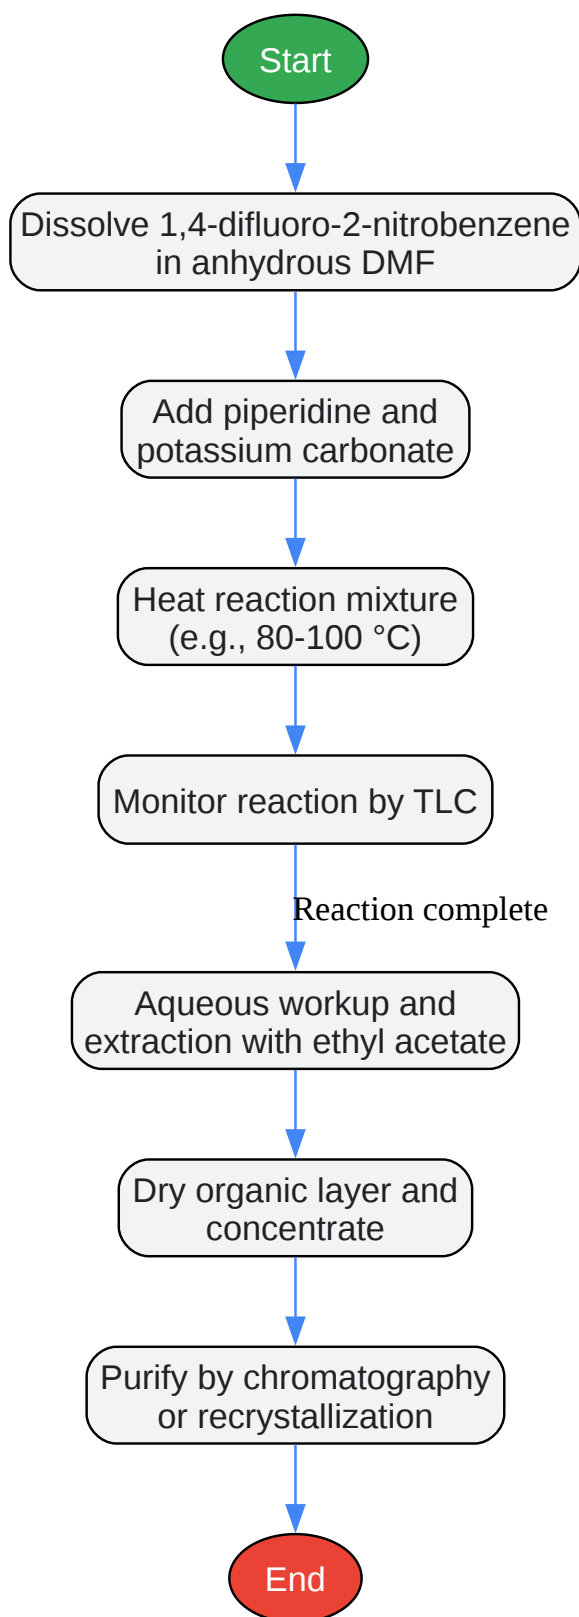 Start
Dissolve 1,4-difluoro-2-nitrobenzene
in anhydrous DMF
Add piperidine and
potassium carbonate
Heat reaction mixture
(e.g., 80-100 °C)
Monitor reaction by TLC
Reaction complete
Aqueous workup and
extraction with ethyl acetate
Dry organic layer and
concentrate
Purify by chromatography
or recrystallization
End